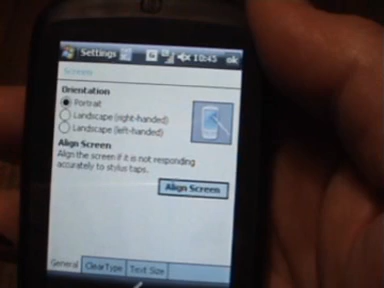 Settings 10:45 ok
Screen
Orientation
Portrait
Landscape (right-handed)
Landscape (left-handed)
Align Screen
Align the screen if it is not responding
accurately to stylus taps.
Align Screen
General ClearType Text Size